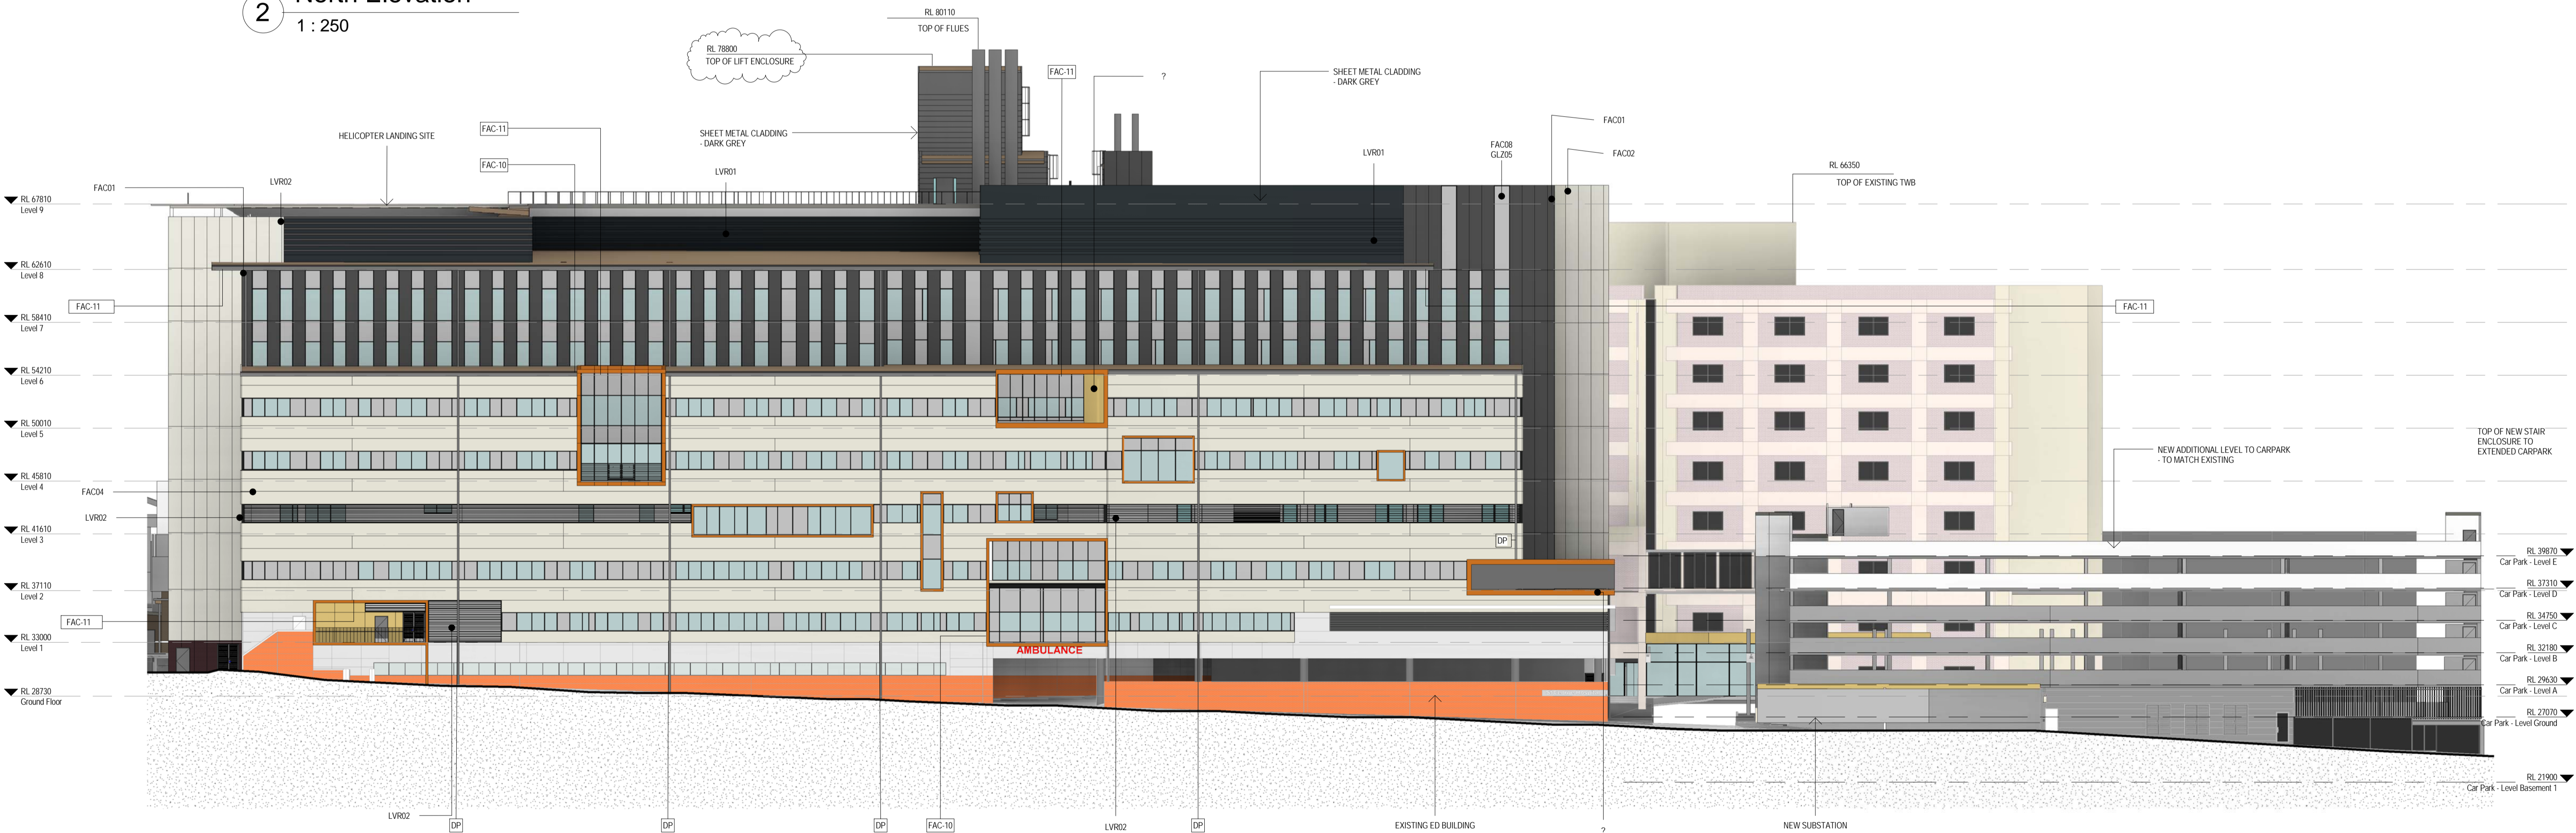 2
North Elevation
1 : 250
RL 80110
TOP OF FLUES
RL 78800
TOP OF LIFT ENCLOSURE
FAC-11
?
SHEET METAL CLADDING
- DARK GREY
HELICOPTER LANDING SITE
FAC-11
SHEET METAL CLADDING
- DARK GREY
FAC01
FAC-10
LVR01
LVR01
FAC08
GLZ05
FAC02
RL 66350
TOP OF EXISTING TWB
FAC01
LVR02
RL 67810
Level 9
RL 62610
Level 8
FAC-11
FAC-11
RL 58410
Level 7
RL 54210
Level 6
RL 50010
Level 5
TOP OF NEW STAIR
ENCLOSURE TO
EXTENDED CARPARK
NEW ADDITIONAL LEVEL TO CARPARK
- TO MATCH EXISTING
RL 45810
Level 4
FAC04
LVR02
RL 41610
Level 3
DP
RL 39870
Car Park - Level E
RL 37110
Level 2
RL 37310
Car Park - Level D
FAC-11
RL 34750
Car Park - Level C
RL 33000
Level 1
AMBULANCE
RL 32180
Car Park - Level B
RL 28730
Ground Floor
RL 29630
Car Park - Level A
RL 27070
Car Park - Level Ground
RL 21900
Car Park - Level Basement 1
LVR02
DP
DP
DP
FAC-10
LVR02
DP
EXISTING ED BUILDING
?
NEW SUBSTATION